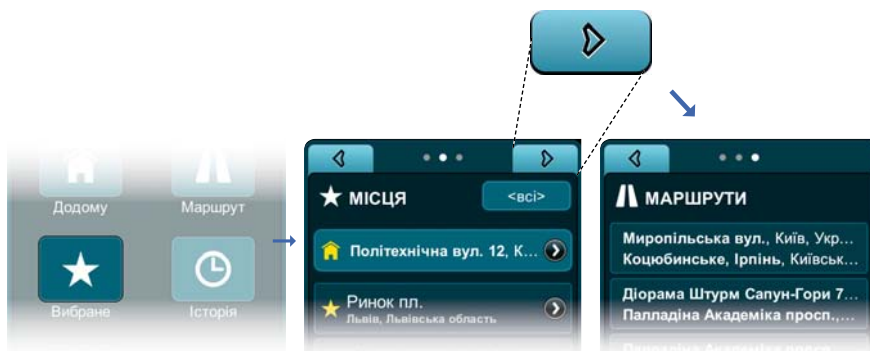 Додому
Маршрут
Вибране
Історія
МІСЦЯ
<всі>
Політехнічна вул. 12, К...
Ринок пл.
Львів, Львівська область
МАРШРУТИ
Миропільська вул., Київ, Укр...
Коцюбинське, Ірпінь, Київськ...
Діорама Штурм Сапун-Гори 7...
Палладіна Академіка просп.,...